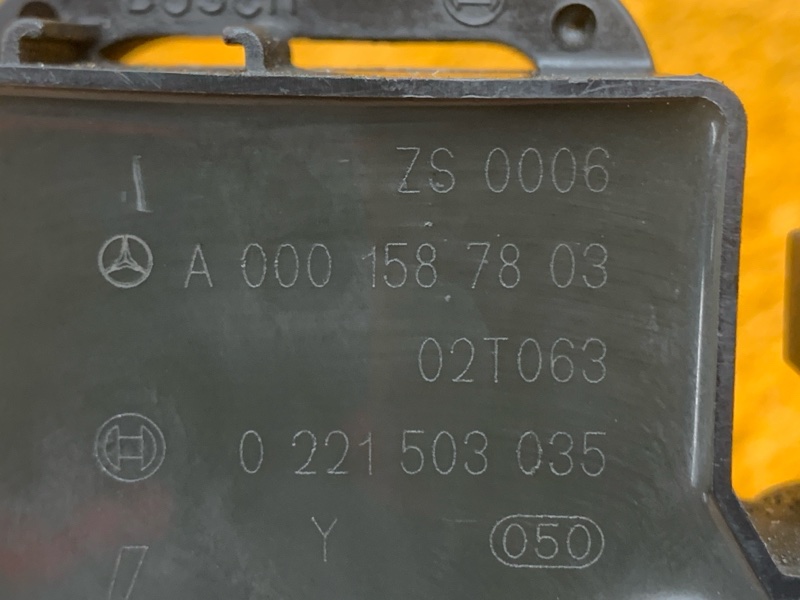 BOSCH
ZS 0006
A 000 158 78 03
02T063
0 221 503 035
Y 050